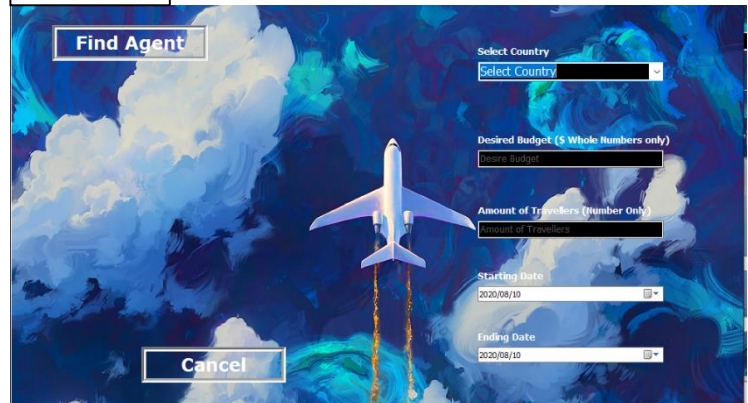 Find Agent
Select Country
Select Country
Desired Budget ($ Whole Numbers only)
Desire Budget
Amount of Travellers (Number Only)
Amount of Travellers
Starting Date
2020/08/10
Ending Date
2020/08/10
Cancel